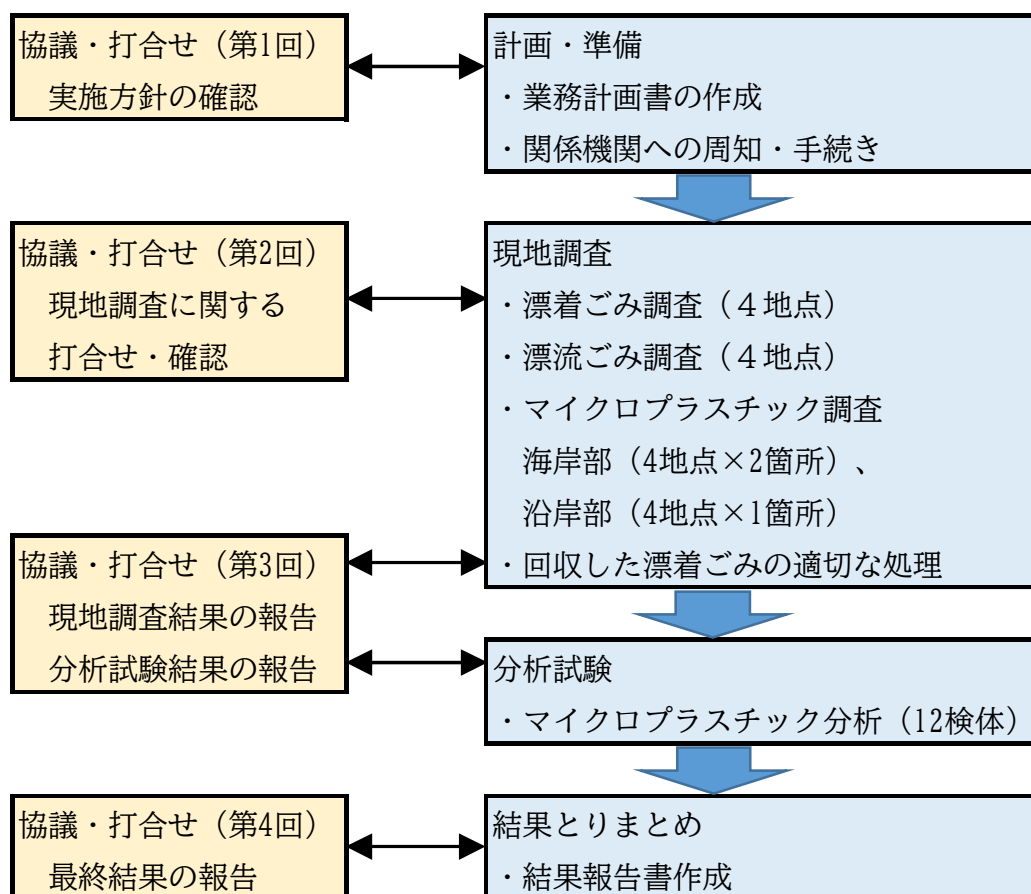 協議・打合せ（第1回）
実施方針の確認
計画・準備
・業務計画書の作成
・関係機関への周知・手続き
協議・打合せ（第2回）
現地調査に関する
打合せ・確認
現地調査
・漂着ごみ調査（４地点）
・漂流ごみ調査（４地点）
・マイクロプラスチック調査
海岸部（4地点×2箇所）、
沿岸部（4地点×1箇所）
・回収した漂着ごみの適切な処理
協議・打合せ（第3回）
現地調査結果の報告
分析試験結果の報告
分析試験
・マイクロプラスチック分析（12検体）
協議・打合せ（第4回）
最終結果の報告
結果とりまとめ
・結果報告書作成